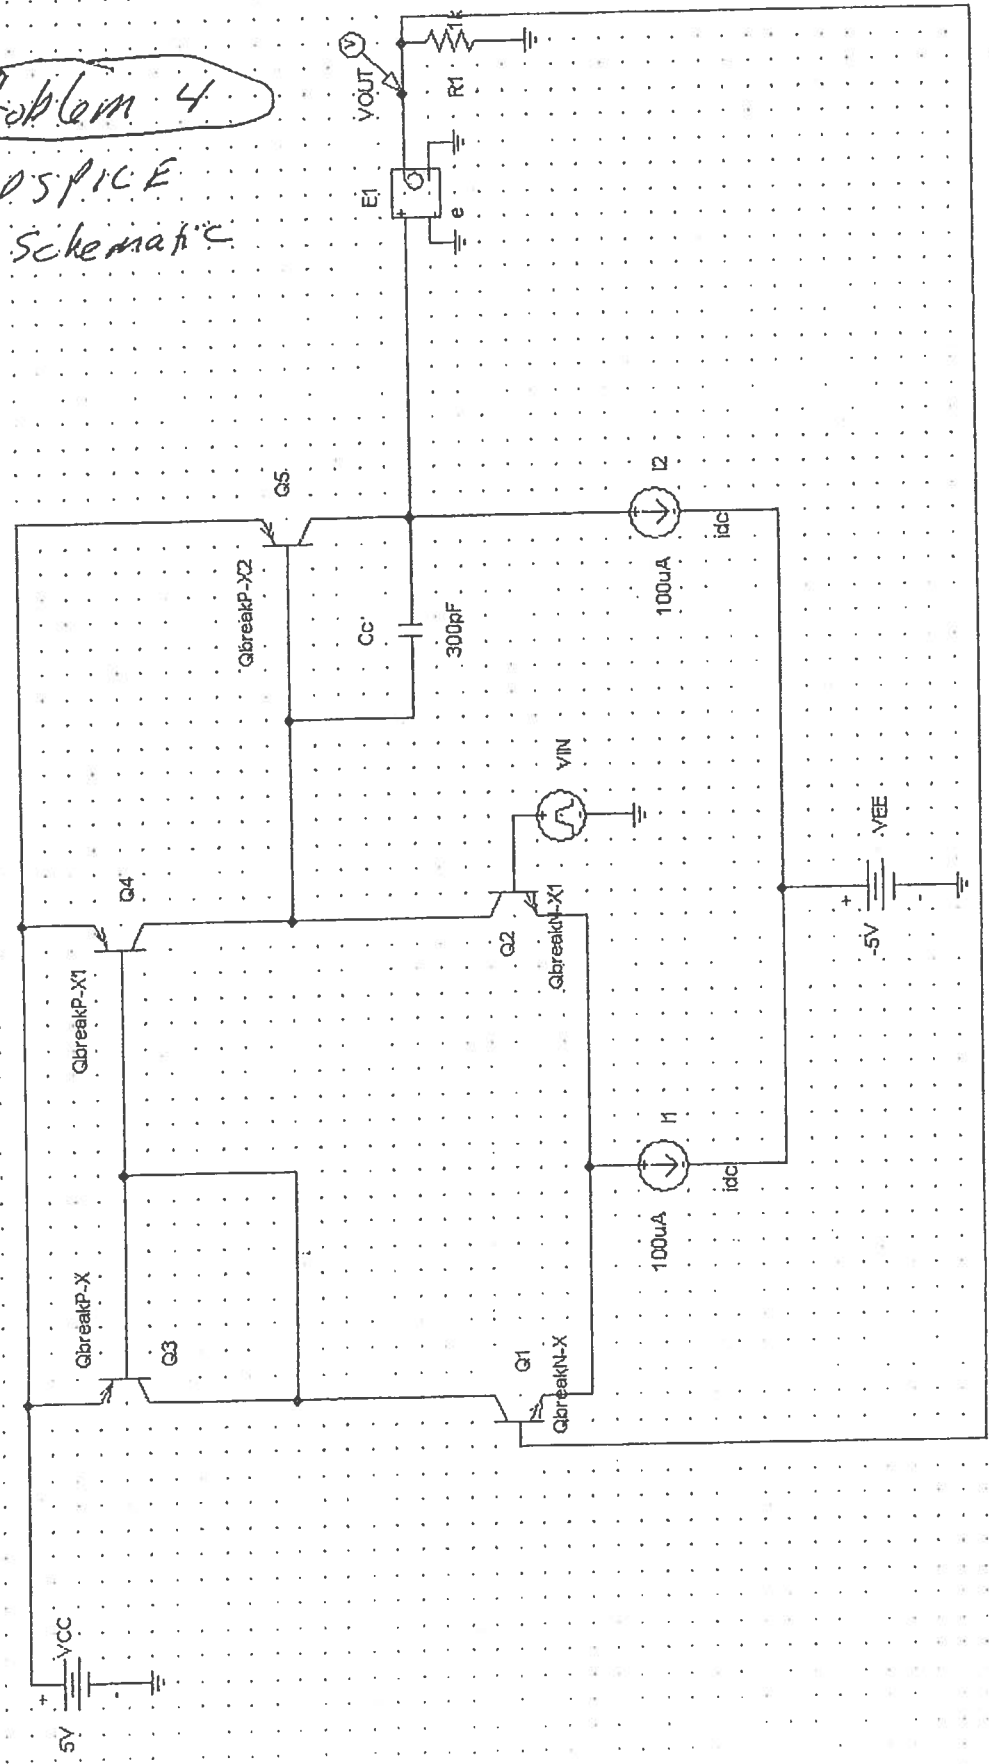 Problem 4
PSPICE
Schematic
5V
VCC
+
-
QbreakP-X
Q3
QbreakP-X1
Q4
QbreakP-X2
Q5
Cc
300pF
Q1
QbreakN-X
Q2
QbreakN-X1
VIN
I1
100uA
idc
I2
100uA
idc
+
-
-5V
VEE
E1
+
e
VOUT
V
R1
1k